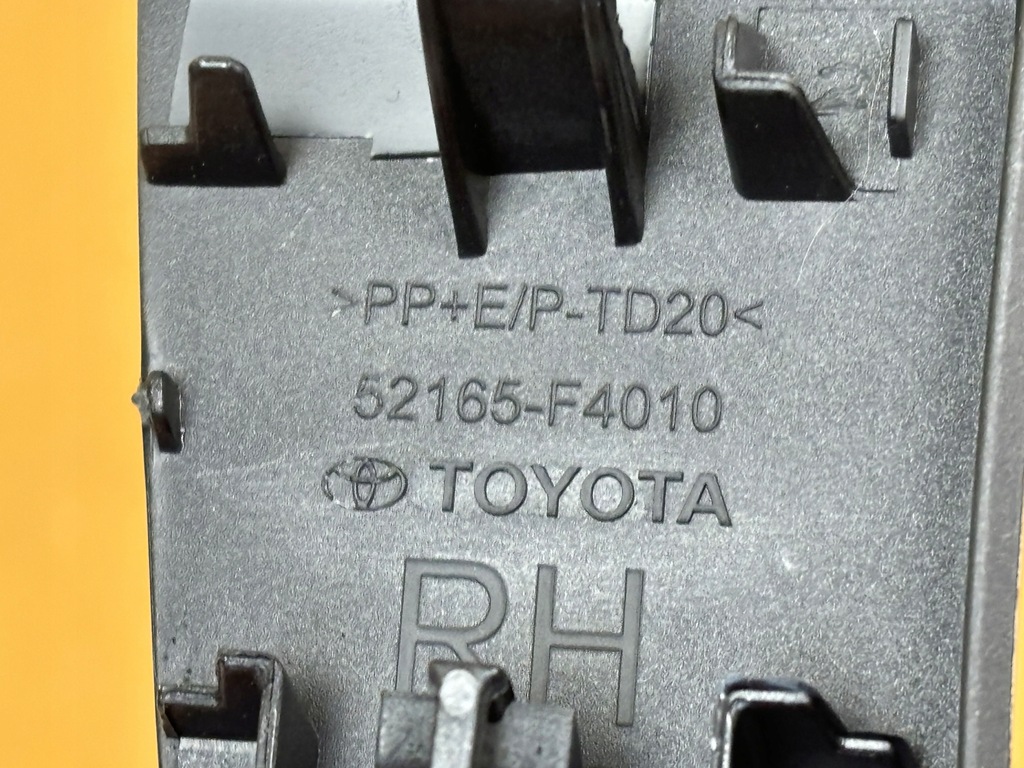 >PP+E/P-TD20<
52165-F4010
TOYOTA
RH